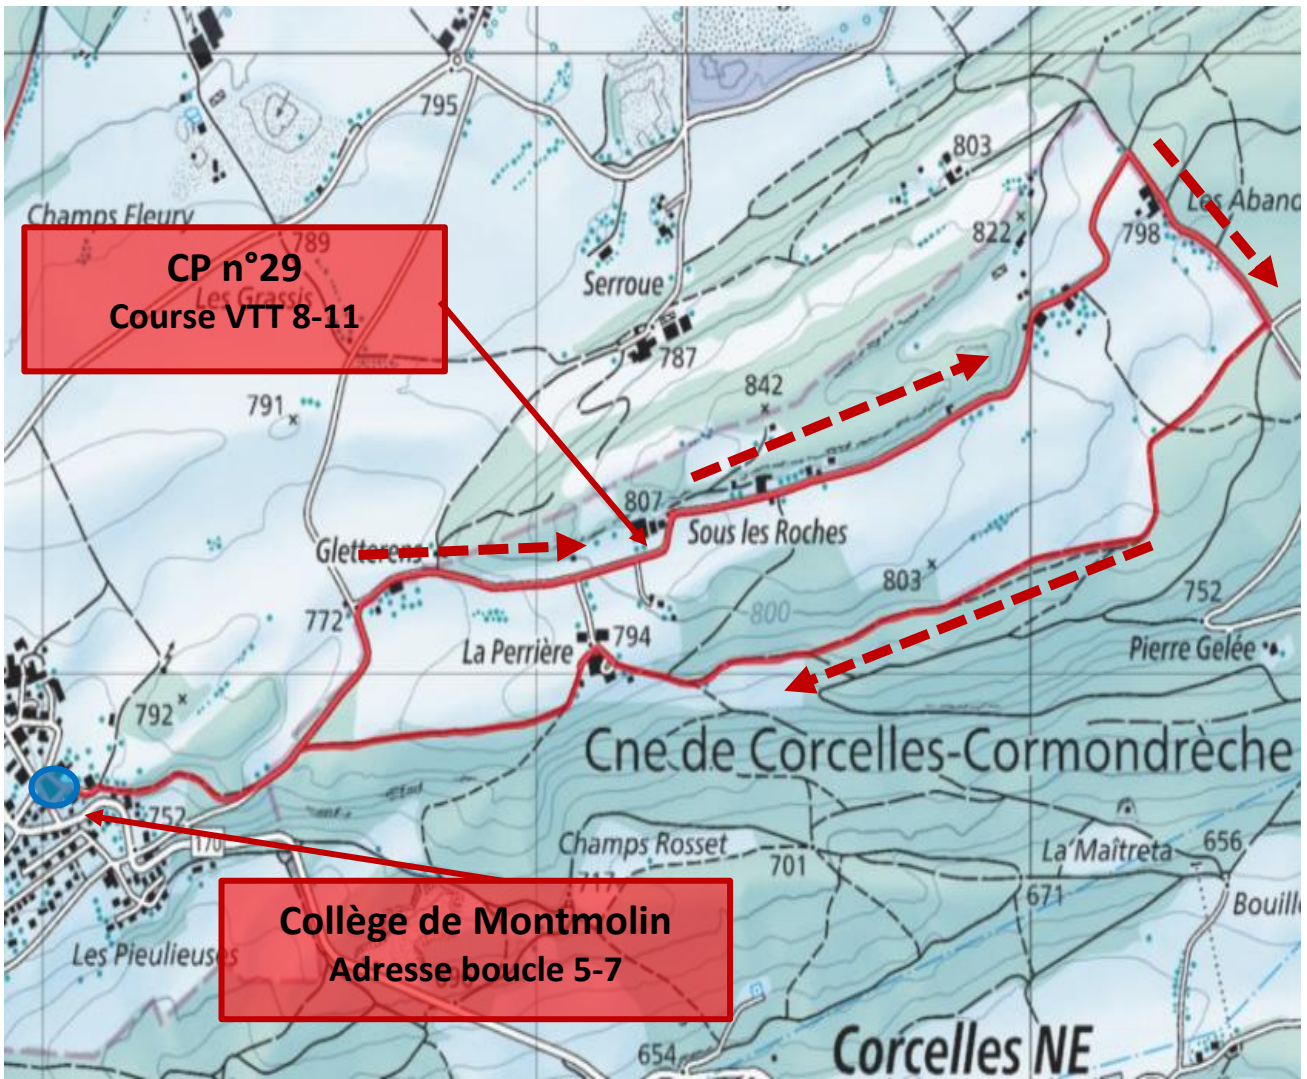 795
803
Les Aband
Champs Fleury
789
822
798
CP n°29
Les Grassis
Course VTT 8-11
Serroue
787
842
791
807
Sous les Roches
Gletterens
803
752
772
800
La Perrière
794
Pierre Gelée
792
Cne de Corcelles-Cormondrèche
752
170
Champs Rosset
701
La Maîtreta
656
717
671
Bouill
Collège de Montmolin
Adresse boucle 5-7
Les Pieulieuses
654
Corcelles NE